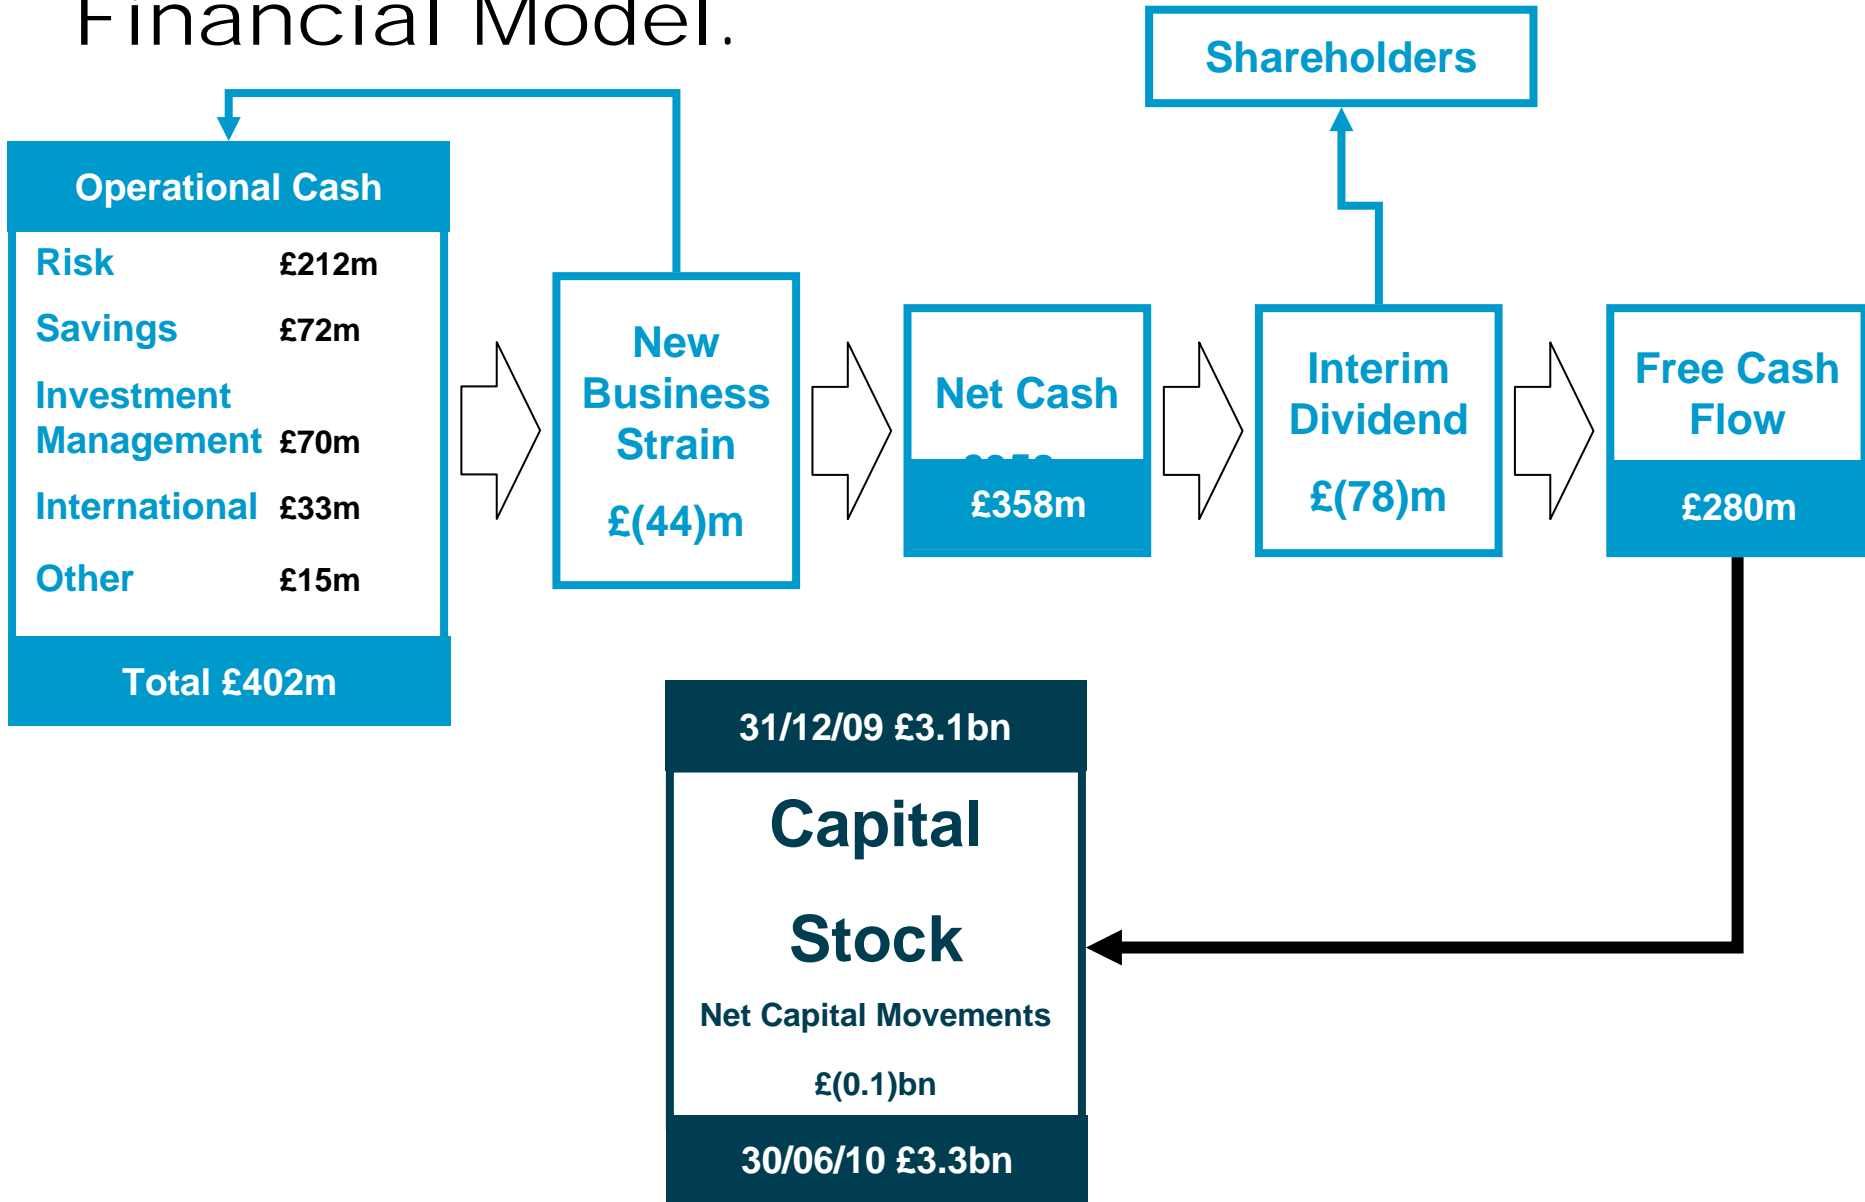 Financial Model.
Shareholders
Operational Cash
Risk £212m
Savings £72m
Investment
Management £70m
International £33m
Other £15m
Total £402m
New
Business
Strain
£(44)m
Net Cash
£358m
Interim
Dividend
£(78)m
Free Cash
Flow
£280m
31/12/09 £3.1bn
Capital
Stock
Net Capital Movements
£(0.1)bn
30/06/10 £3.3bn